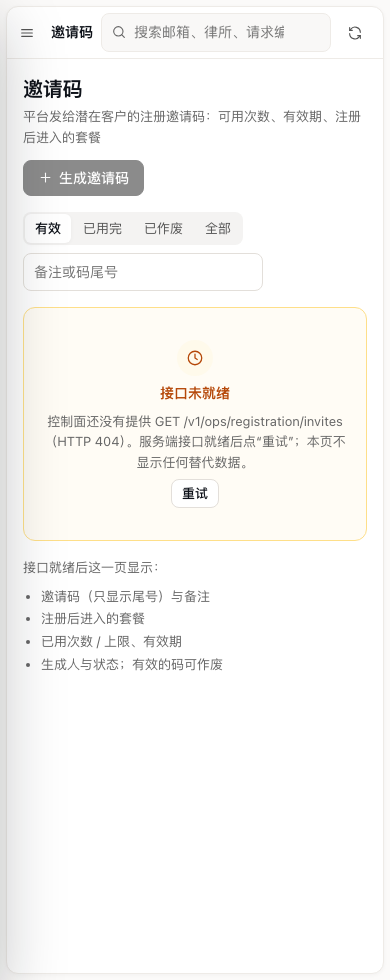 邀请码
搜索邮箱、律所、请求编
邀请码
平台发给潜在客户的注册邀请码：可用次数、有效期、注册
后进入的套餐
生成邀请码
有效 已用完 已作废 全部
备注或码尾号
接口未就绪
控制面还没有提供 GET /v1/ops/registration/invites
（HTTP 404）。服务端接口就绪后点“重试”；本页不
显示任何替代数据。
重试
接口就绪后这一页显示：
• 邀请码（只显示尾号）与备注
• 注册后进入的套餐
• 已用次数 / 上限、有效期
• 生成人与状态；有效的码可作废